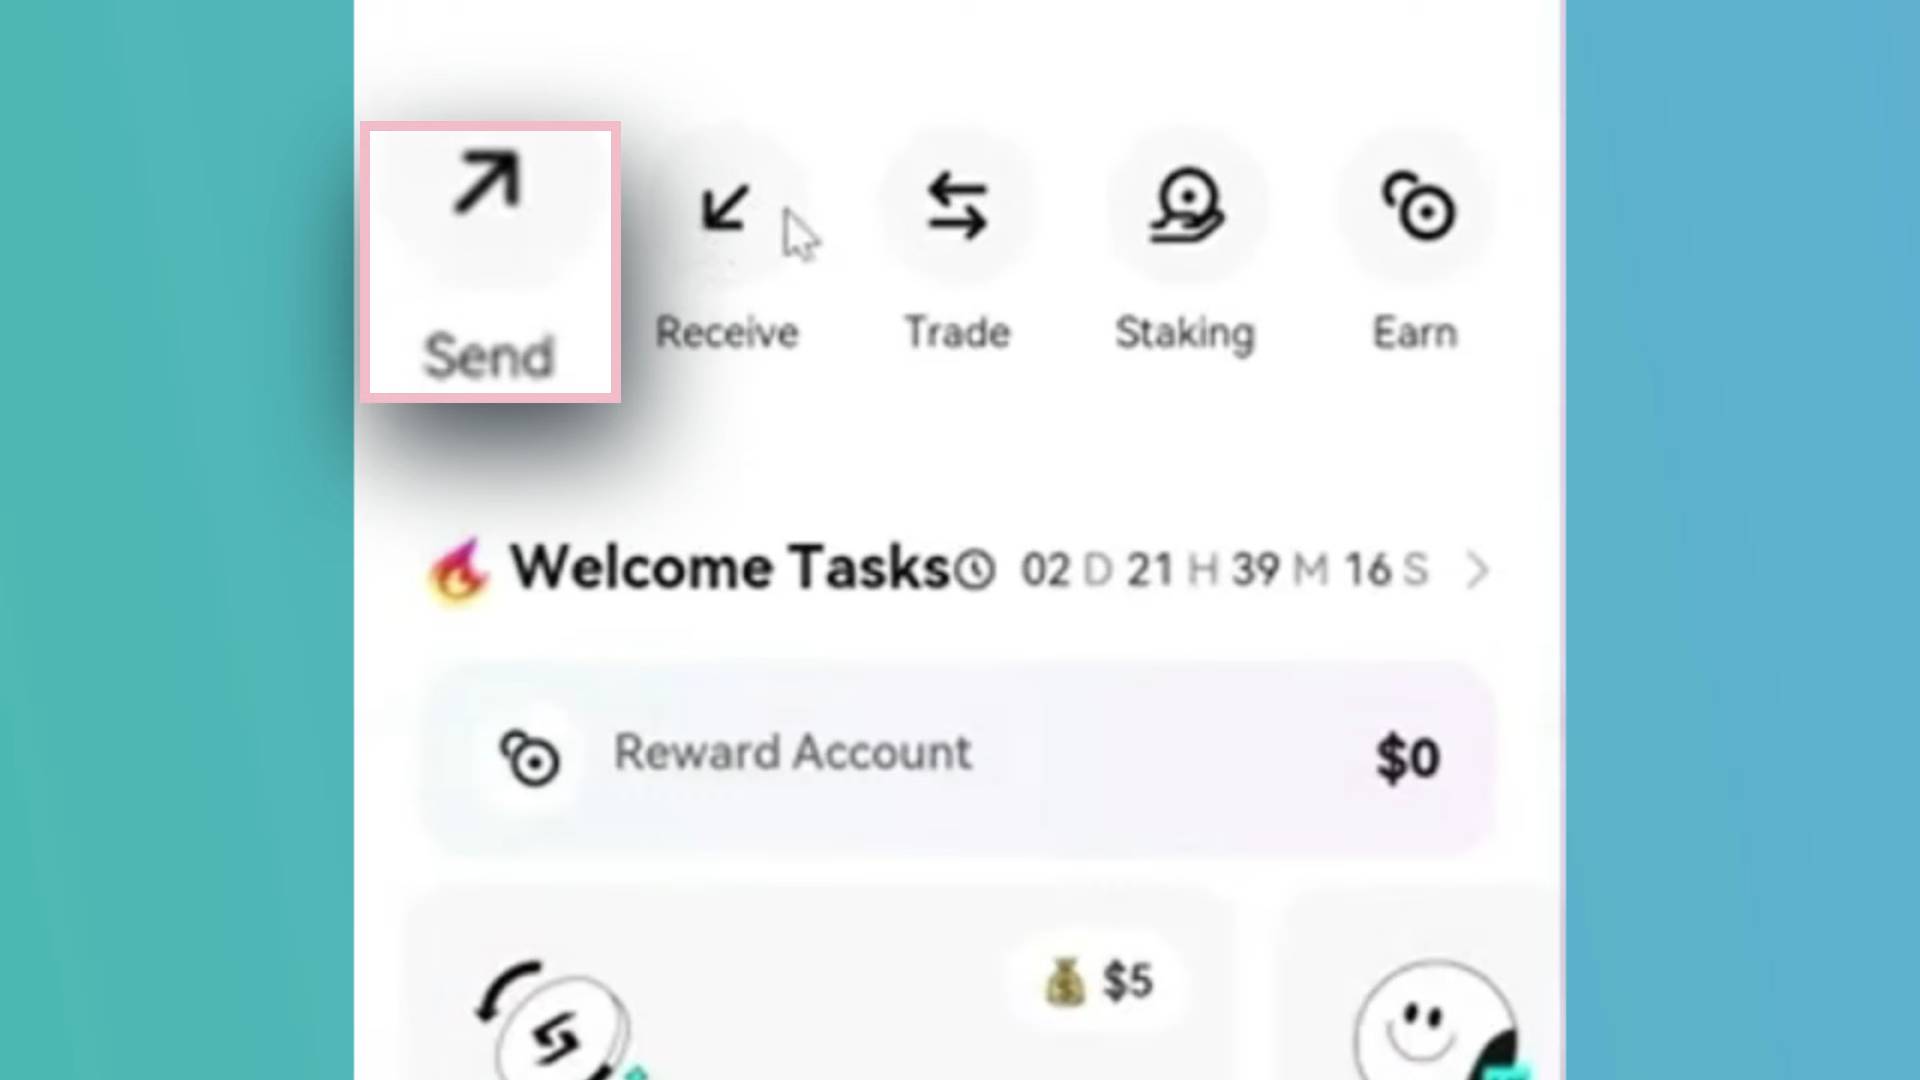 Send
Receive
Trade
Staking
Earn
Welcome Tasks 02 D 21 H 39 M 16 S
Reward Account
$0
$5